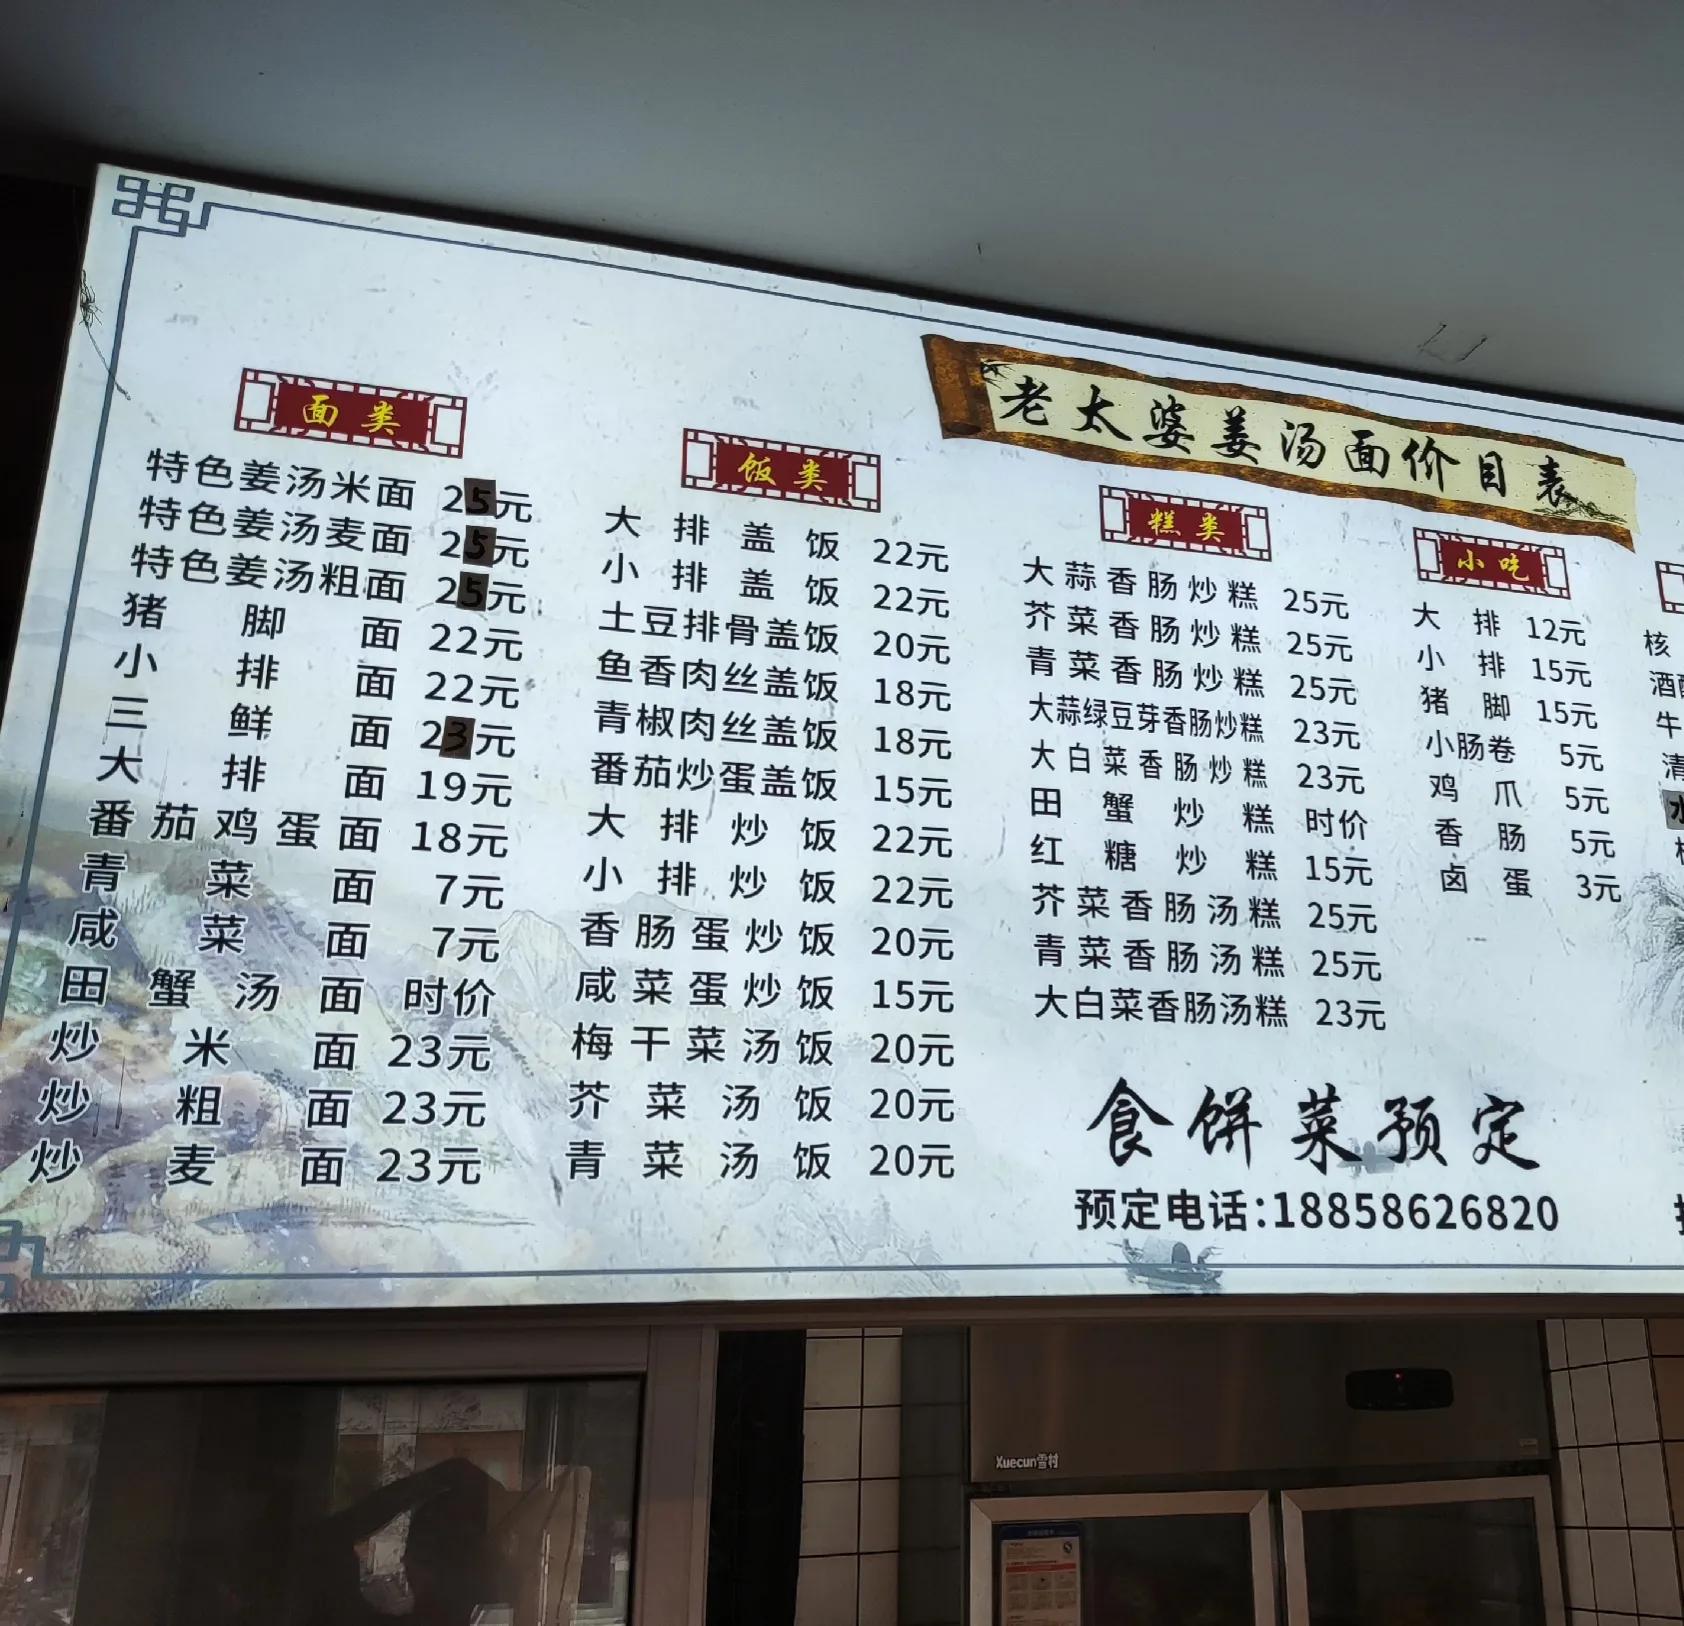 老太婆姜汤面价目表
面类
特色姜汤米面 25元
特色姜汤麦面 25元
特色姜汤粗面 25元
猪脚面 22元
小排面 22元
三鲜面 23元
大排面 19元
番茄鸡蛋面 18元
青菜面 7元
咸菜面 7元
田蟹汤面 时价
炒米面 23元
炒粗面 23元
炒麦面 23元
饭类
大排盖饭 22元
小排盖饭 22元
土豆排骨盖饭 20元
鱼香肉丝盖饭 18元
青椒肉丝盖饭 18元
番茄炒蛋盖饭 15元
大排炒饭 22元
小排炒饭 22元
香肠蛋炒饭 20元
咸菜蛋炒饭 15元
梅干菜汤饭 20元
芥菜汤饭 20元
青菜汤饭 20元
糕类
大蒜香肠炒糕 25元
芥菜香肠炒糕 25元
青菜香肠炒糕 25元
大蒜绿豆芽香肠炒糕 23元
大白菜香肠炒糕 23元
田蟹炒糕 时价
红糖炒糕 15元
芥菜香肠汤糕 25元
青菜香肠汤糕 25元
大白菜香肠汤糕 23元
小吃
大排 12元
小排 15元
猪脚 15元
小肠卷 5元
鸡爪 5元
香肠 5元
卤蛋 3元
核
酒
牛
清
食饼菜预定
预定电话:18858626820
Xuecun雪村